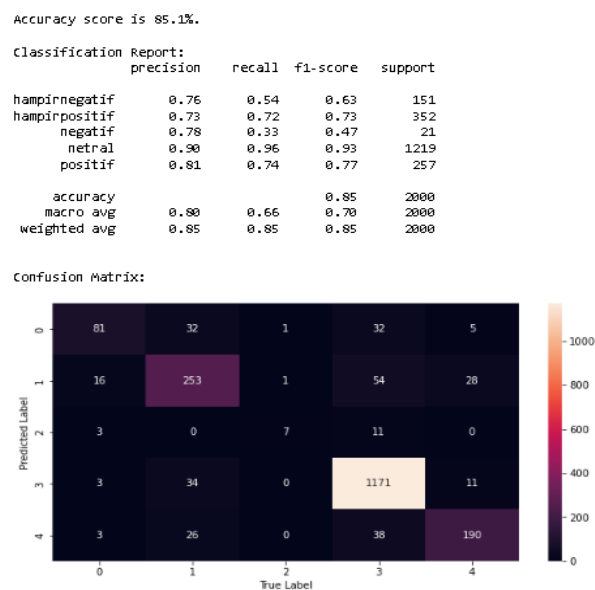 Accuracy score is 85.1%.
Classification Report:
precision recall f1-score support
hampirnegatif 0.76 0.54 0.63 151
hampirpositif 0.73 0.72 0.73 352
negatif 0.78 0.33 0.47 21
netral 0.90 0.96 0.93 1219
positif 0.81 0.74 0.77 257
accuracy 0.85 2000
macro avg 0.80 0.66 0.70 2000
weighted avg 0.85 0.85 0.85 2000
Confusion Matrix:
0 81 32 1 32 5
1 16 253 1 54 28
2 3 0 7 11 0
3 3 34 0 1171 11
4 3 26 0 38 190
0 1 2 3 4
True Label
Predicted Label
1000
800
600
400
200
0